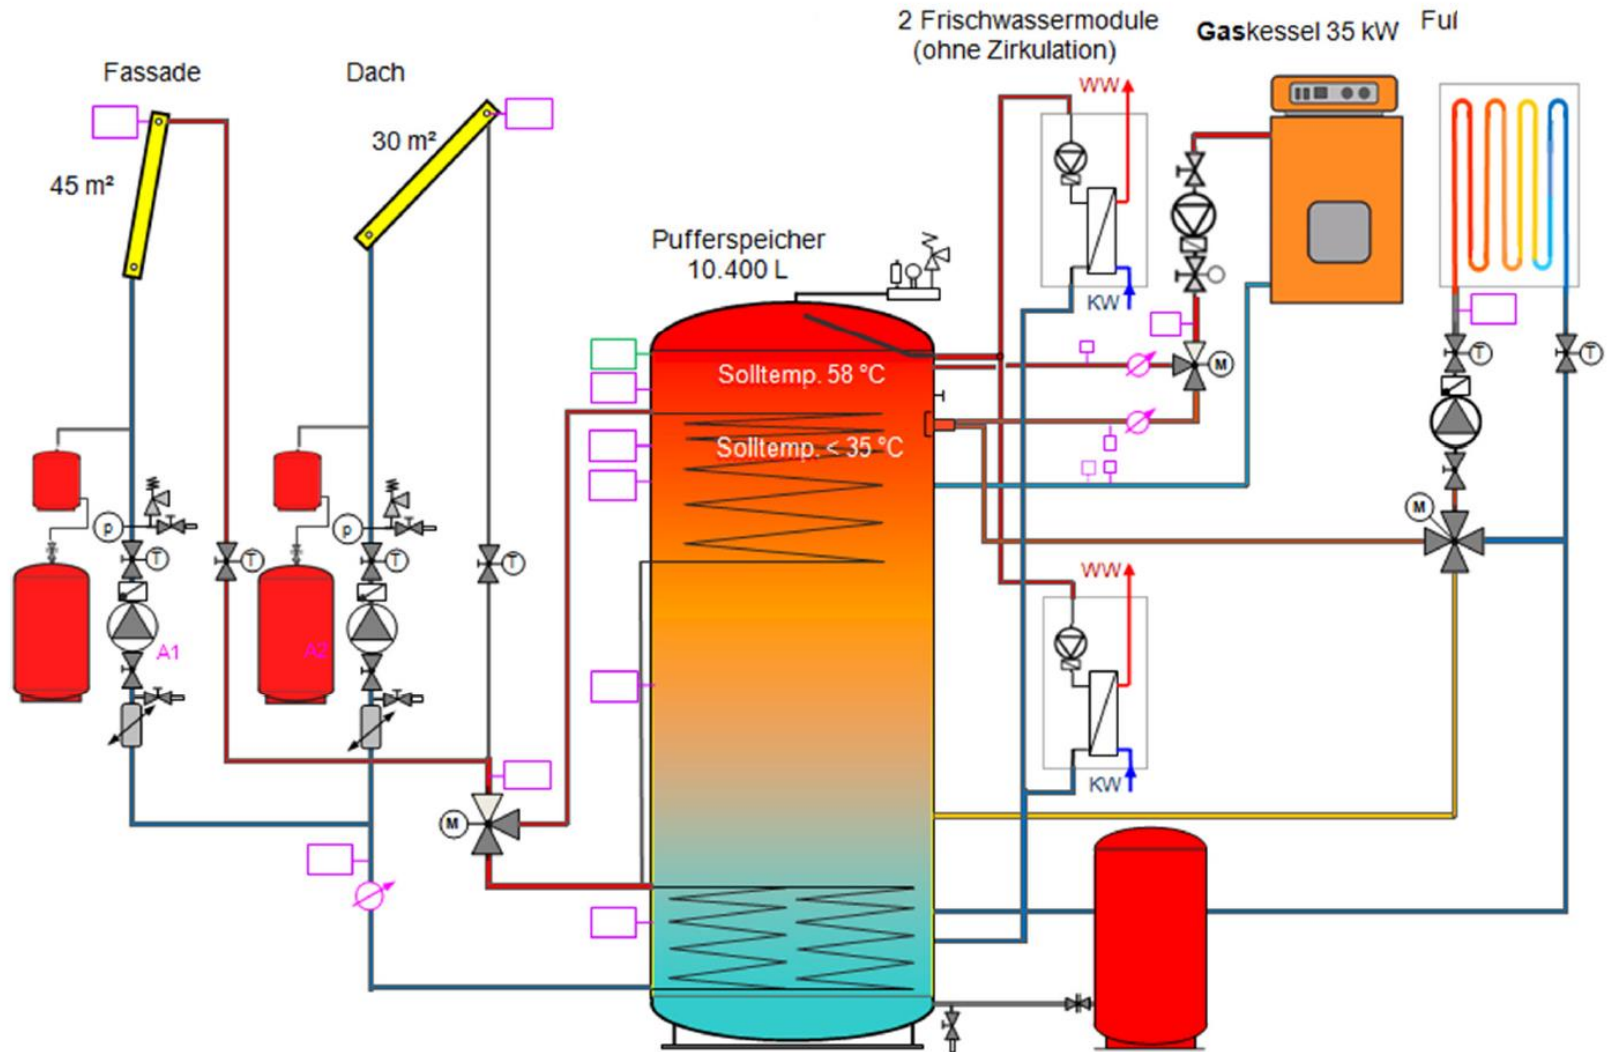 2 Frischwassermodule
(ohne Zirkulation)
Gaskessel 35 kW
Fassade
Dach
WW
30 m²
45 m²
Pufferspeicher
10.400 L
KW
M
T
T
Solltemp. 58 °C
Solltemp. < 35 °C
M
p
p
T
T
T
T
WW
A1
A2
M
KW